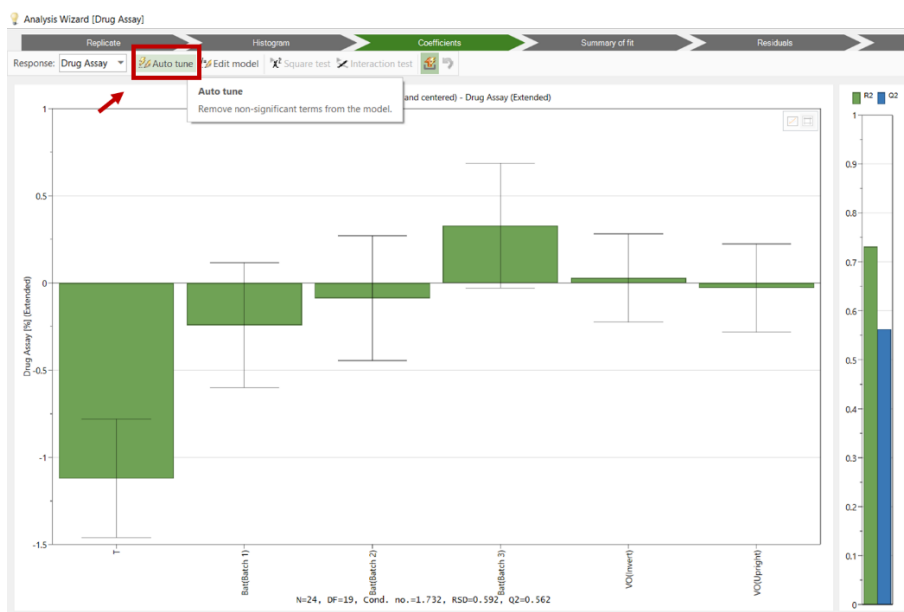 Analysis Wizard [Drug Assay]
Replicate Histogram Coefficients Summary of fit Residuals
Response: Drug Assay Auto tune Edit model Square test Interaction test
Auto tune
Remove non-significant terms from the model.
and centered) - Drug Assay (Extended)
R2 Q2
Drug Assay [%] (Extended)
1
0.5
0
-0.5
-1
-1.5
T
Bat(Batch 1)
Bat(Batch 2)
Bat(Batch 3)
VO(Invert)
VO(Upright)
N=24, DF=19, Cond. no.=1.732, RSD=0.592, Q2=0.562
1
0.9
0.8
0.7
0.6
0.5
0.4
0.3
0.2
0.1
0